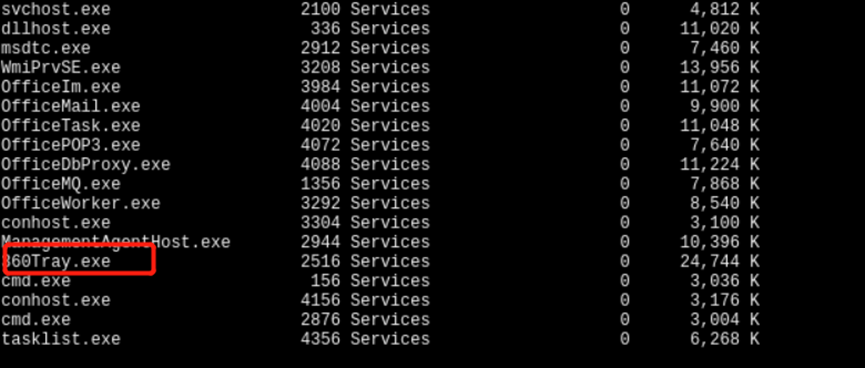 svchost.exe 2100 Services 0 4,812 K
dllhost.exe 336 Services 0 11,020 K
msdtc.exe 2912 Services 0 7,460 K
WmiPrvSE.exe 3208 Services 0 13,956 K
OfficeIm.exe 3984 Services 0 11,072 K
OfficeMail.exe 4004 Services 0 9,900 K
OfficeTask.exe 4020 Services 0 11,048 K
OfficePOP3.exe 4072 Services 0 7,640 K
OfficeDbProxy.exe 4088 Services 0 11,224 K
OfficeMQ.exe 1356 Services 0 7,868 K
OfficeWorker.exe 3292 Services 0 8,540 K
conhost.exe 3304 Services 0 3,100 K
ManagementAgentHost.exe 2944 Services 0 10,396 K
360Tray.exe 2516 Services 0 24,744 K
cmd.exe 156 Services 0 3,036 K
conhost.exe 4156 Services 0 3,176 K
cmd.exe 2876 Services 0 3,004 K
tasklist.exe 4356 Services 0 6,268 K